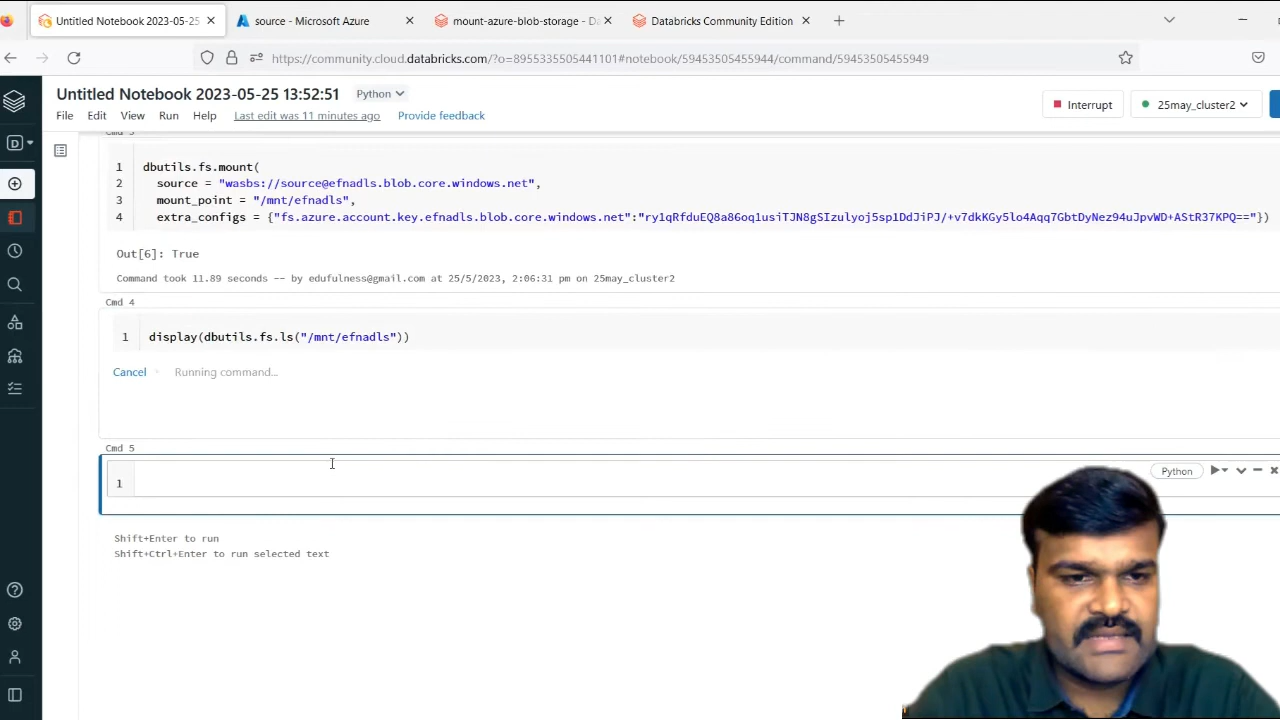 Untitled Notebook 2023-05-25
source - Microsoft Azure
mount-azure-blob-storage - Da
Databricks Community Edition
https://community.cloud.databricks.com/?o=8955335505441101#notebook/59453505455944/command/59453505455949
Untitled Notebook 2023-05-25 13:52:51
Python
File Edit View Run Help Last edit was 11 minutes ago Provide feedback
Interrupt
25may_cluster2
D
Cmd 3
1 dbutils.fs.mount(
2 source = "wasbs://source@efnadls.blob.core.windows.net",
3 mount_point = "/mnt/efnadls",
4 extra_configs = {"fs.azure.account.key.efnadls.blob.core.windows.net":"ry1qRfduEQ8a86oq1usiTJN8gSIzulyoj5sp1DdJiPJ/+v7dkKGy5lo4Aqq7GbtDyNez94uJpvWD+AStR37KPQ=="})
Out[6]: True
Command took 11.89 seconds -- by edufulness@gmail.com at 25/5/2023, 2:06:31 pm on 25may_cluster2
Cmd 4
1 display(dbutils.fs.ls("/mnt/efnadls"))
Cancel Running command...
Cmd 5
1
Python
Shift+Enter to run
Shift+Ctrl+Enter to run selected text